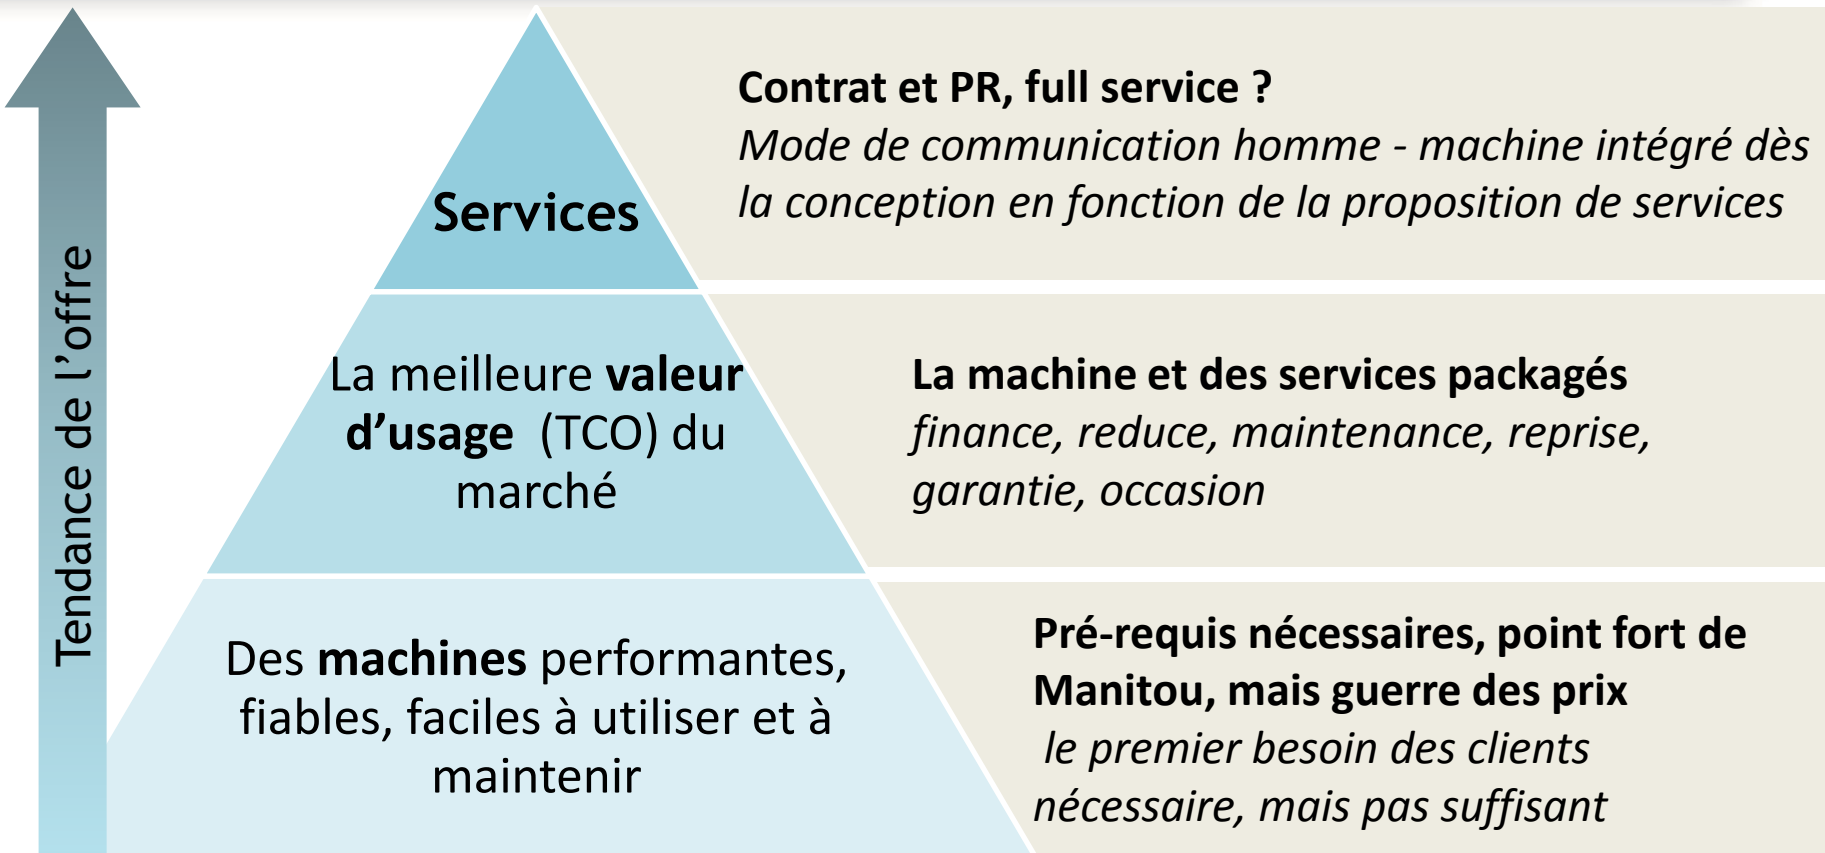 Tendance de l’offre
Services
Contrat et PR, full service ?
Mode de communication homme - machine intégré dès
la conception en fonction de la proposition de services
La meilleure valeur
d’usage (TCO) du
marché
La machine et des services packagés
finance, reduce, maintenance, reprise,
garantie, occasion
Des machines performantes,
fiables, faciles à utiliser et à
maintenir
Pré-requis nécessaires, point fort de
Manitou, mais guerre des prix
le premier besoin des clients
nécessaire, mais pas suffisant